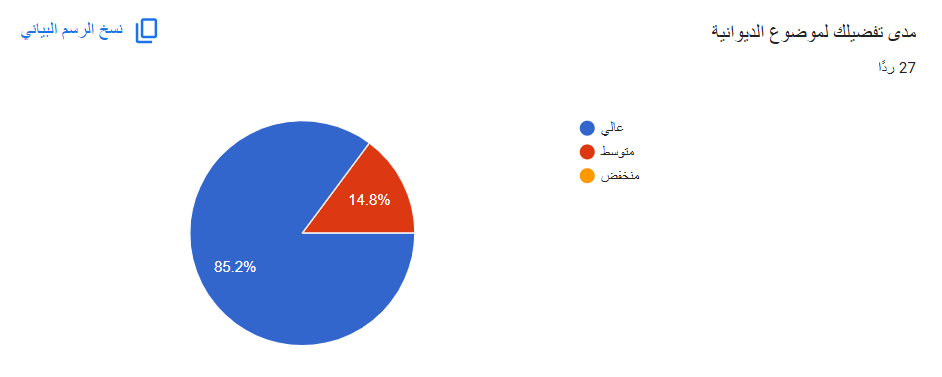 مدى تفضيلك لموضوع الديوانية
نسخ الرسم البياني
27 ردًا
عالي
متوسط
منخفض
14.8%
85.2%